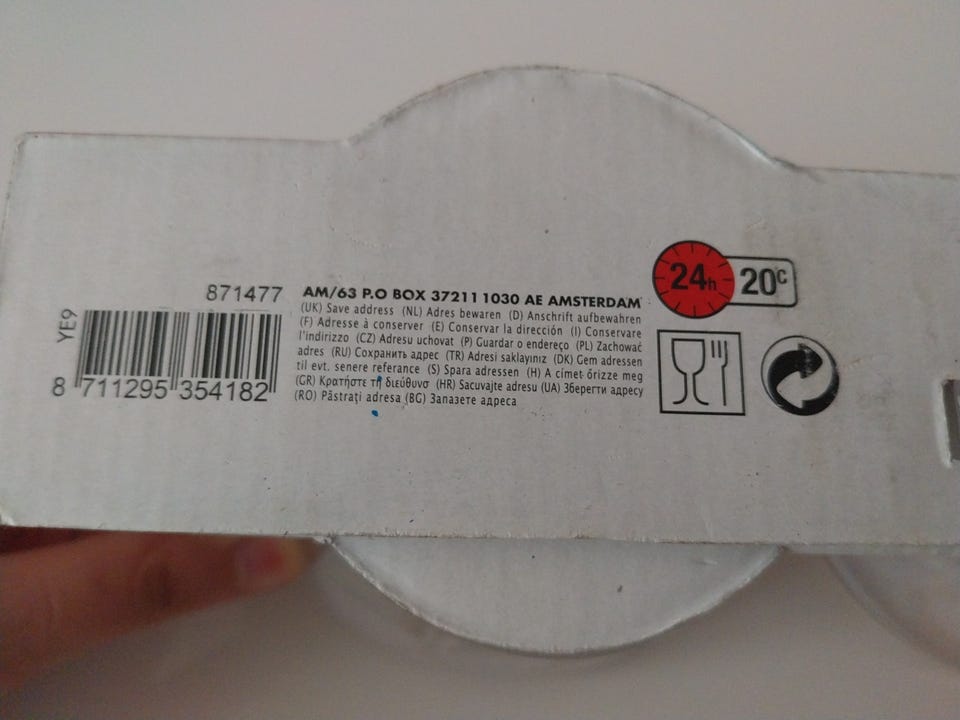 871477
YE9
8 711295 354182
AM/63 P.O BOX 37211 1030 AE AMSTERDAM
(UK) Save address (NL) Adres bewaren (D) Anschrift aufbewahren
(F) Adresse à conserver (E) Conservar la dirección (I) Conservare
l'indirizzo (CZ) Adresu uchovat (P) Guardar o endereço (PL) Zachować
adres (RU) Сохранить адрес (TR) Adresi saklayınız (DK) Gem adressen
til evt. senere referance (S) Spara adressen (H) A címet őrizze meg
(GR) Κρατήστε τη διεύθυνσ (HR) Sacuvajte adresu (UA) Зберегти адресу
(RO) Păstraţi adresa (BG) Запазете адреса
24h
20°C